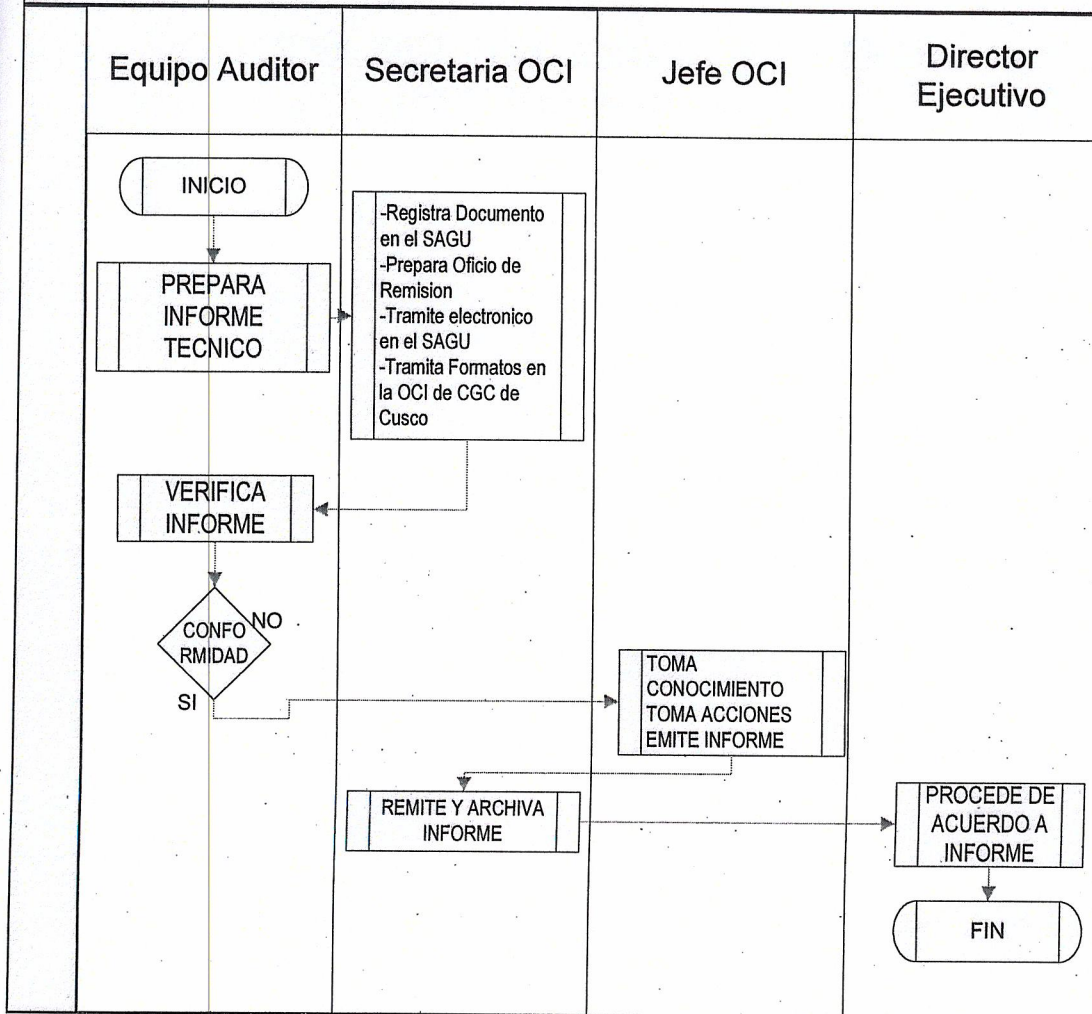 Equipo Auditor
Secretaria OCI
Jefe OCI
Director
Ejecutivo
INICIO
PREPARA
INFORME
TECNICO
-Registra Documento
en el SAGU
-Prepara Oficio de
Remision
-Tramite electronico
en el SAGU
-Tramita Formatos en
la OCI de CGC de
Cusco
VERIFICA
INFORME
CONFO
RMIDAD
NO
SI
TOMA
CONOCIMIENTO
TOMA ACCIONES
EMITE INFORME
REMITE Y ARCHIVA
INFORME
PROCEDE DE
ACUERDO A
INFORME
FIN